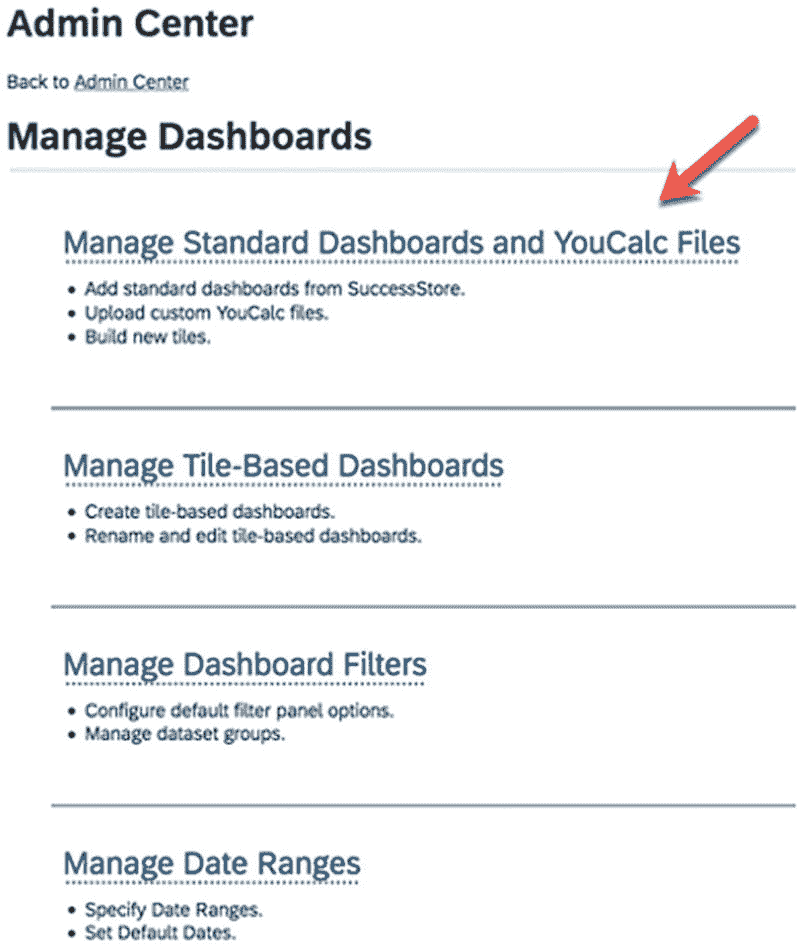 Admin Center
Back to Admin Center
Manage Dashboards
Manage Standard Dashboards and YouCalc Files
• Add standard dashboards from SuccessStore.
• Upload custom YouCalc files.
• Build new tiles.
Manage Tile-Based Dashboards
• Create tile-based dashboards.
• Rename and edit tile-based dashboards.
Manage Dashboard Filters
• Configure default filter panel options.
• Manage dataset groups.
Manage Date Ranges
• Specify Date Ranges.
• Set Default Dates.